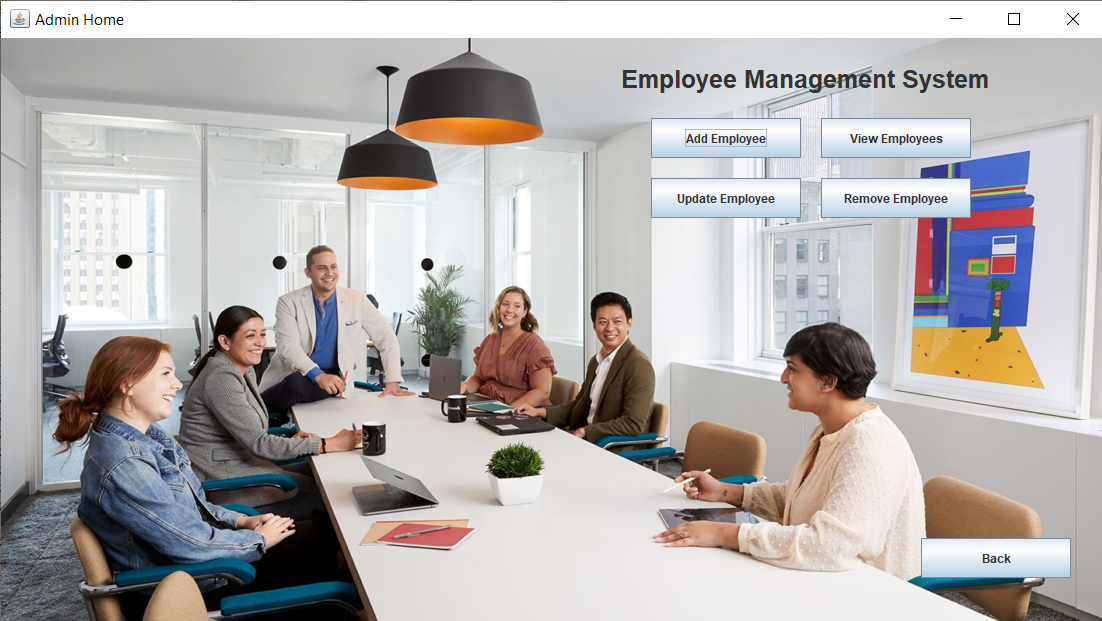 Admin Home
Employee Management System
Add Employee
View Employees
Update Employee
Remove Employee
Back